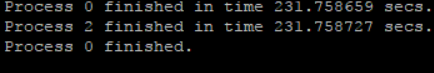 Process 0 finished in time 231.758659 secs.
Process 2 finished in time 231.758727 secs.
Process 0 finished.